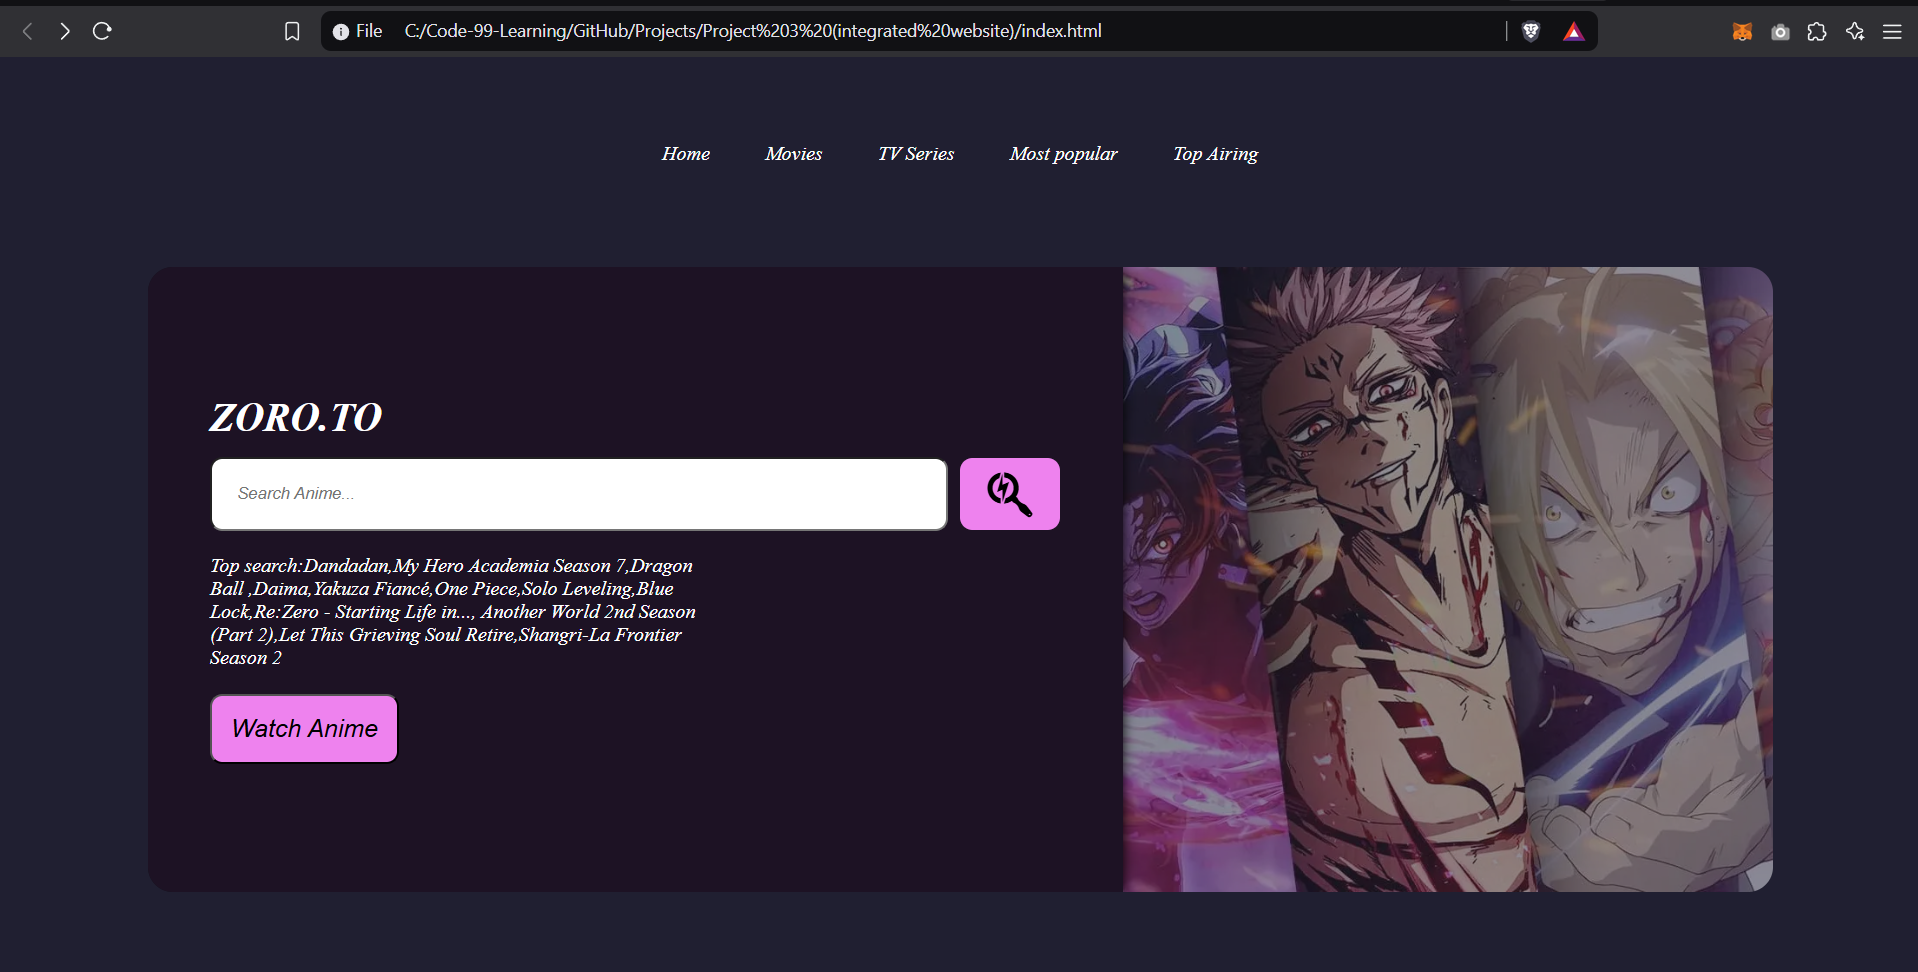 File C:/Code-99-Learning/GitHub/Projects/Project%203%20(integrated%20website)/index.html
Home Movies TV Series Most popular Top Airing
ZORO.TO
Search Anime...
Top search:Dandadan,My Hero Academia Season 7,Dragon
Ball ,Daima,Yakuza Fiancé,One Piece,Solo Leveling,Blue
Lock,Re:Zero - Starting Life in..., Another World 2nd Season
(Part 2),Let This Grieving Soul Retire,Shangri-La Frontier
Season 2
Watch Anime